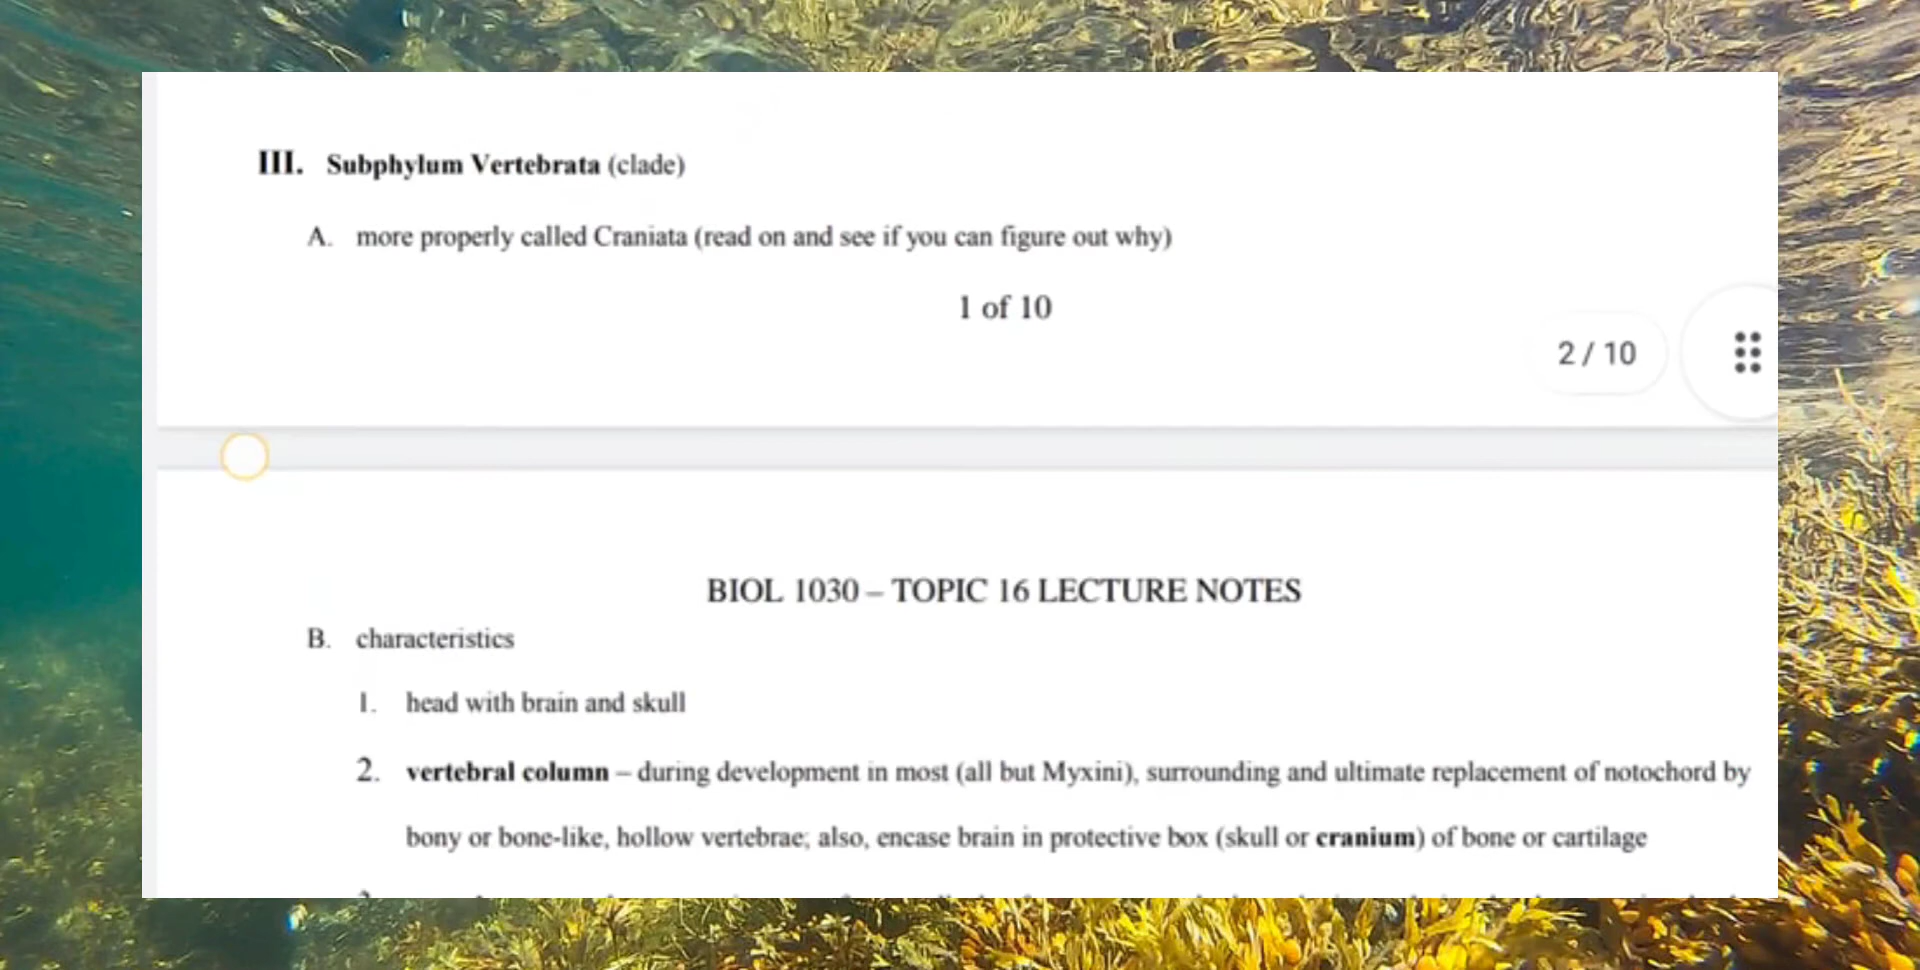 III. Subphylum Vertebrata (clade)
A. more properly called Craniata (read on and see if you can figure out why)
1 of 10
2 / 10
BIOL 1030 – TOPIC 16 LECTURE NOTES
B. characteristics
1. head with brain and skull
2. vertebral column – during development in most (all but Myxini), surrounding and ultimate replacement of notochord by
bony or bone-like, hollow vertebrae; also, encase brain in protective box (skull or cranium) of bone or cartilage